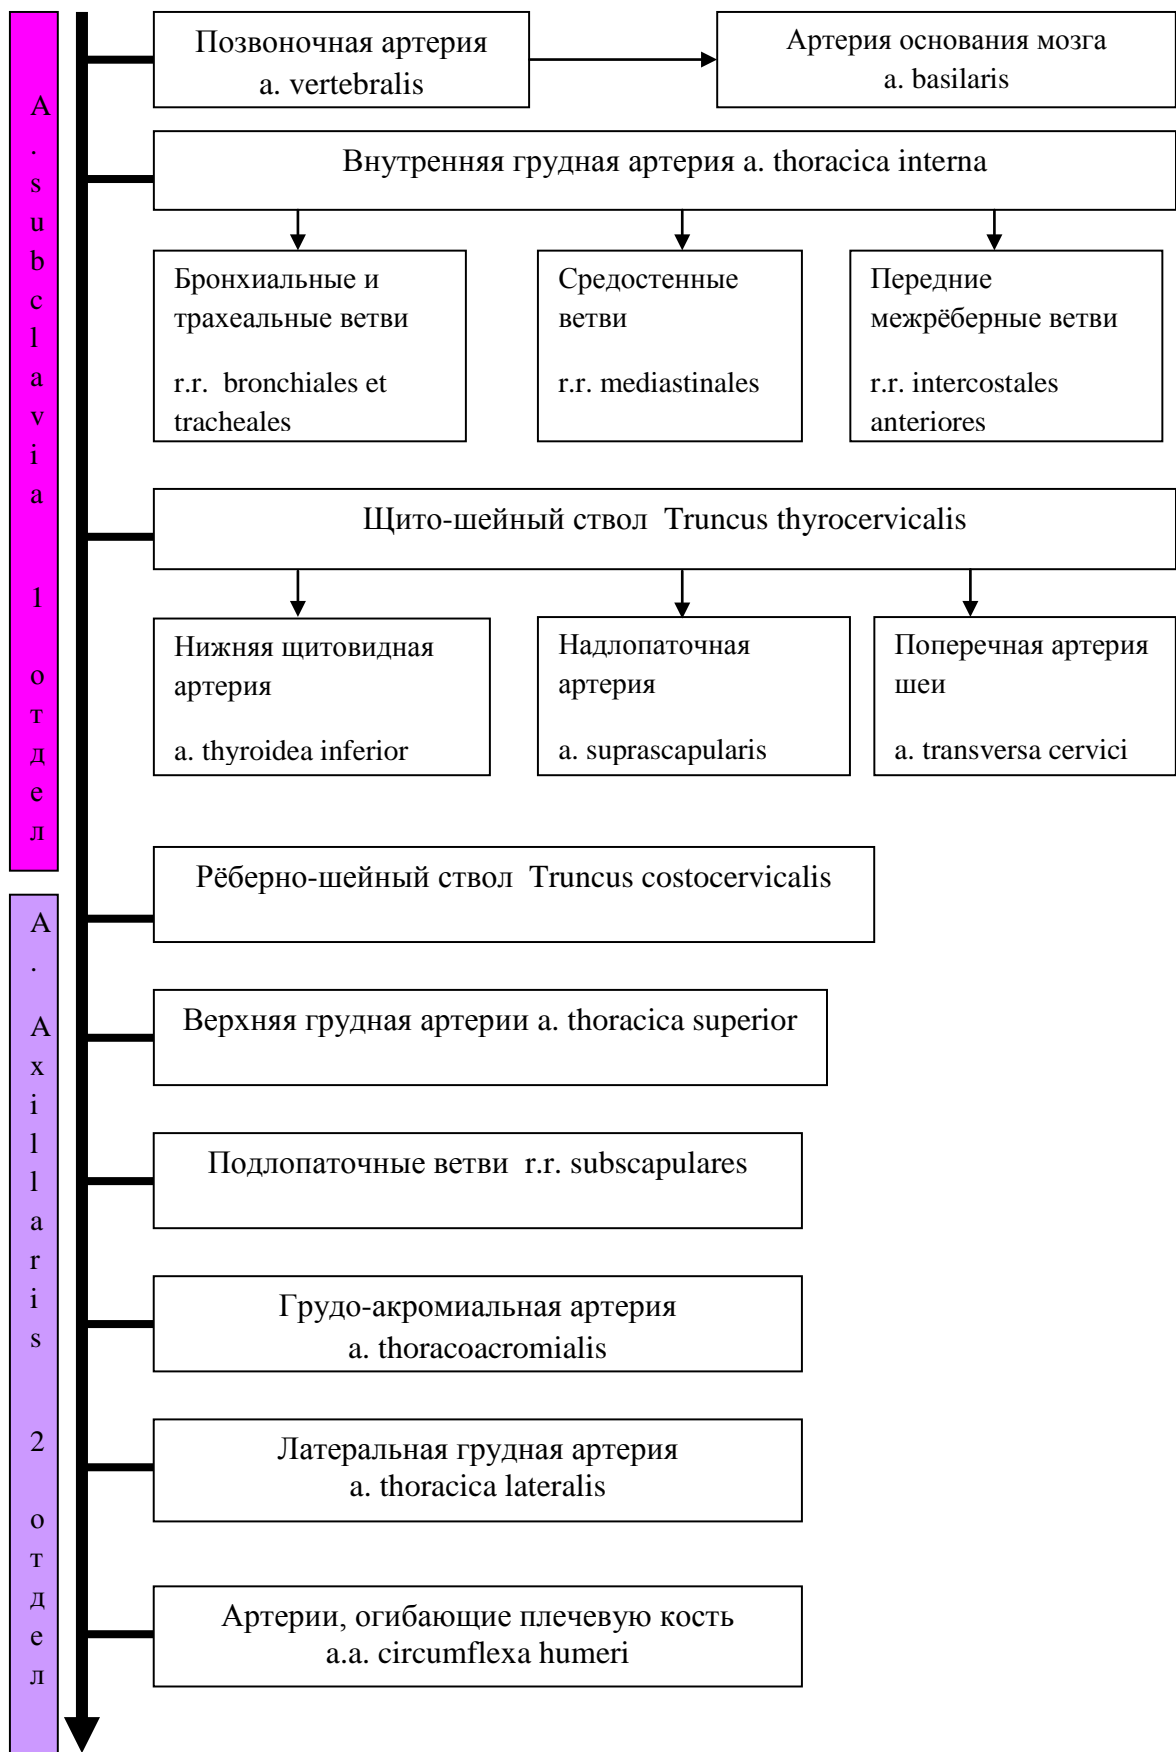 A. subclavia 1 отдел
Позвоночная артерия
a. vertebralis
Артерия основания мозга
a. basilaris
Внутренняя грудная артерия a. thoracica interna
Бронхиальные и
трахеальные ветви
r.r. bronchiales et
tracheales
Средостенные
ветви
r.r. mediastinales
Передние
межрёберные ветви
r.r. intercostales
anteriores
Щито-шейный ствол Truncus thyrocervicalis
Нижняя щитовидная
артерия
a. thyroidea inferior
Надлопаточная
артерия
a. suprascapularis
Поперечная артерия
шеи
a. transversa cervici
Рёберно-шейный ствол Truncus costocervicalis
A. Axillaris 2 отдел
Верхняя грудная артерии a. thoracica superior
Подлопаточные ветви r.r. subscapulares
Грудо-акромиальная артерия
a. thoracoacromialis
Латеральная грудная артерия
a. thoracica lateralis
Артерии, огибающие плечевую кость
a.a. circumflexa humeri